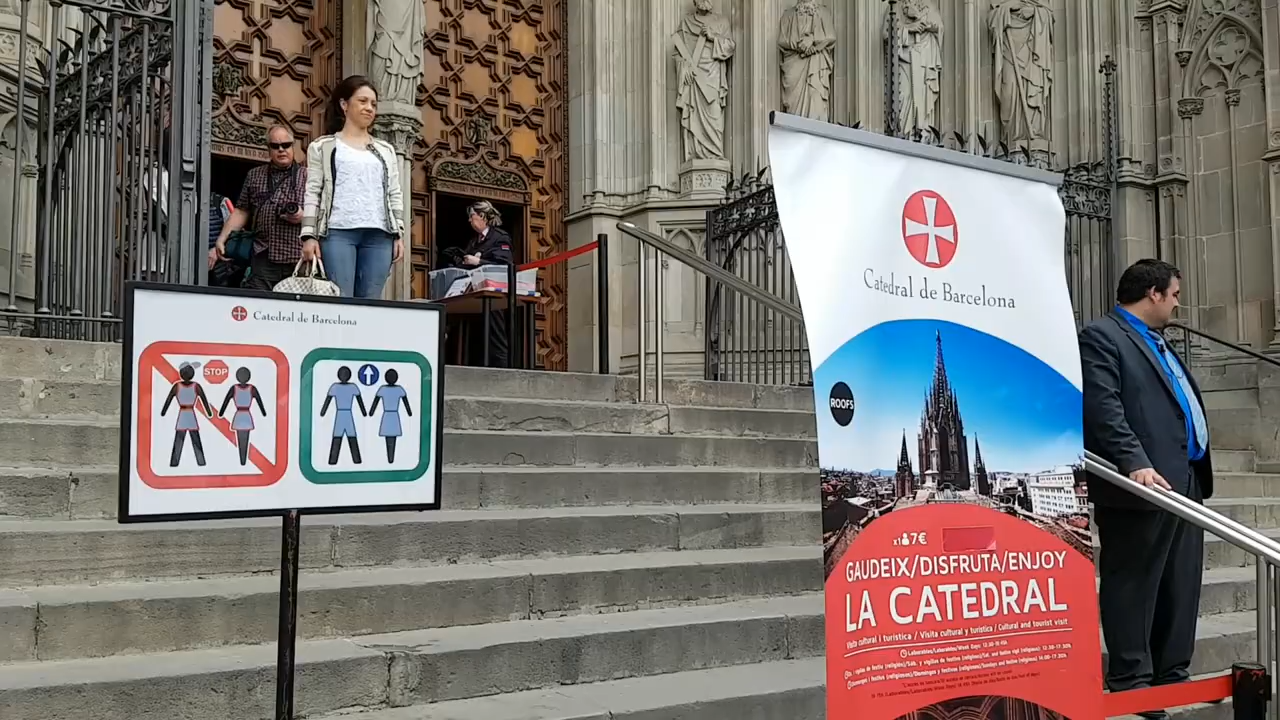 Catedral de Barcelona
STOP
Catedral de Barcelona
ROOFS
x1 7€
GAUDEIX/DISFRUTA/ENJOY
LA CATEDRAL
Visita cultural i turística / Visita cultural y turística / Cultural and tourist visit